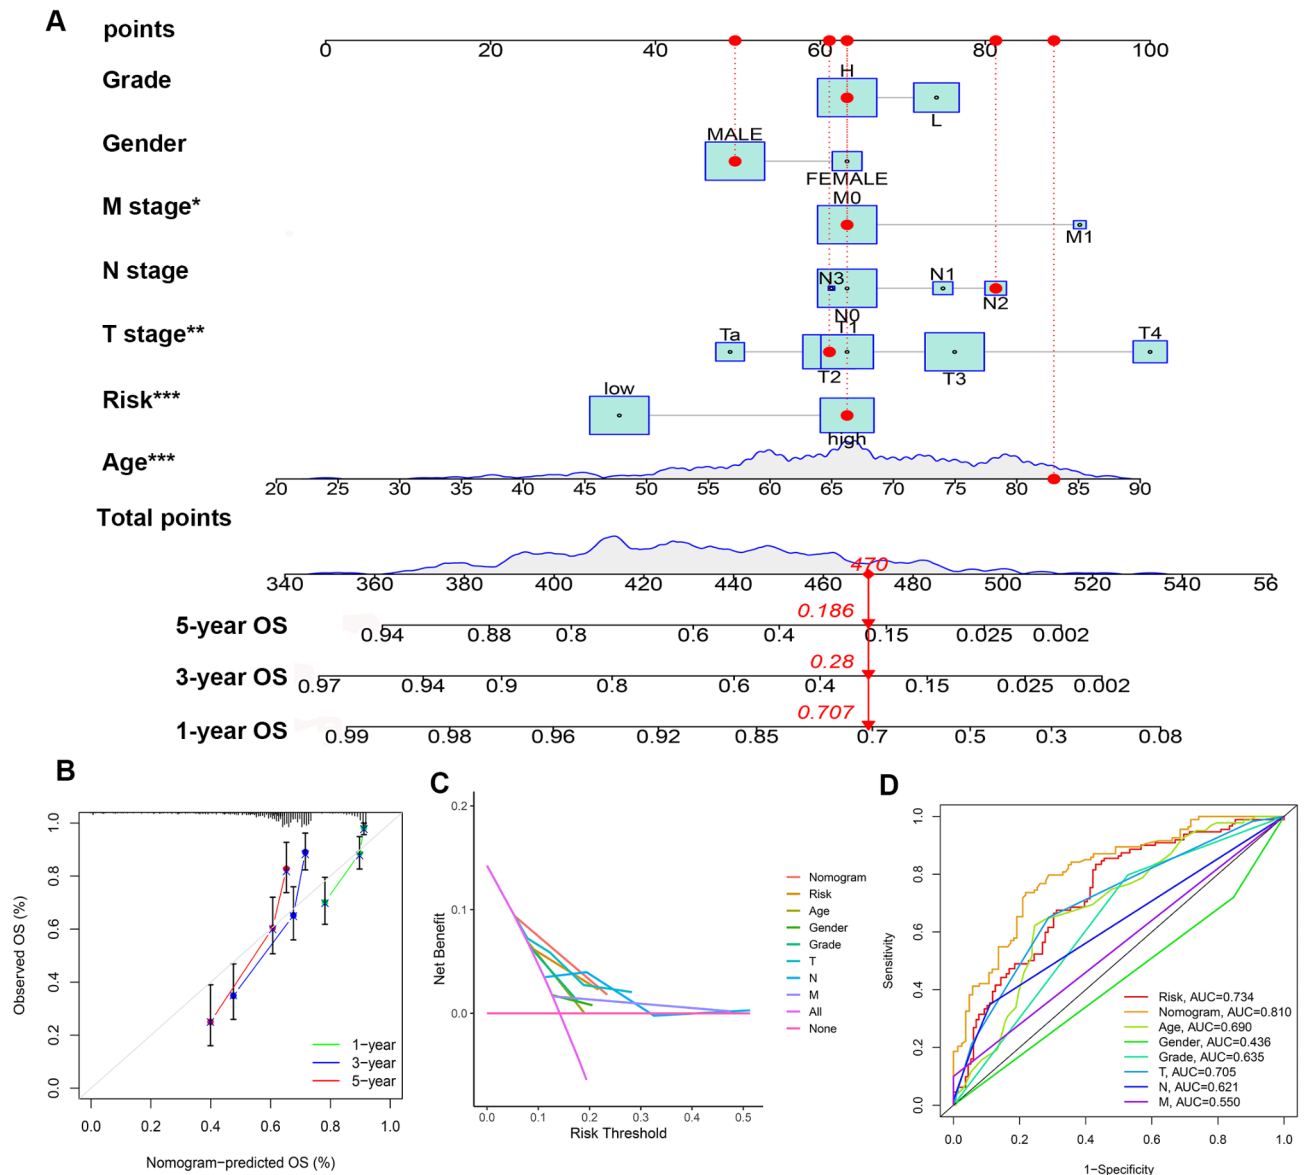 A
points
0 20 40 60 80 100
Grade
H
L
Gender
MALE
FEMALE
M stage*
M0
M1
N stage
N3
N0
N1
N2
T stage**
Ta
T1
T2
T3
T4
Risk***
low
high
Age***
20 25 30 35 40 45 50 55 60 65 70 75 80 85 90
Total points
470
340 360 380 400 420 440 460 480 500 520 540 56
0.186
5-year OS
0.94 0.88 0.8 0.6 0.4 0.15 0.025 0.002
0.28
3-year OS
0.97 0.94 0.9 0.8 0.6 0.4 0.15 0.025 0.002
0.707
1-year OS
0.99 0.98 0.96 0.92 0.85 0.7 0.5 0.3 0.08
B
Observed OS (%)
1.0
0.8
0.6
0.4
0.2
0.0
1-year
3-year
5-year
0.0 0.2 0.4 0.6 0.8 1.0
Nomogram-predicted OS (%)
C
Net Benefit
0.2
0.1
0.0
Nomogram
Risk
Age
Gender
Grade
T
N
M
All
None
0.0 0.1 0.2 0.3 0.4 0.5
Risk Threshold
D
Sensitivity
1.0
0.8
0.6
0.4
0.2
0.0
Risk, AUC=0.734
Nomogram, AUC=0.810
Age, AUC=0.690
Gender, AUC=0.436
Grade, AUC=0.635
T, AUC=0.705
N, AUC=0.621
M, AUC=0.550
0.0 0.2 0.4 0.6 0.8 1.0
1-Specificity